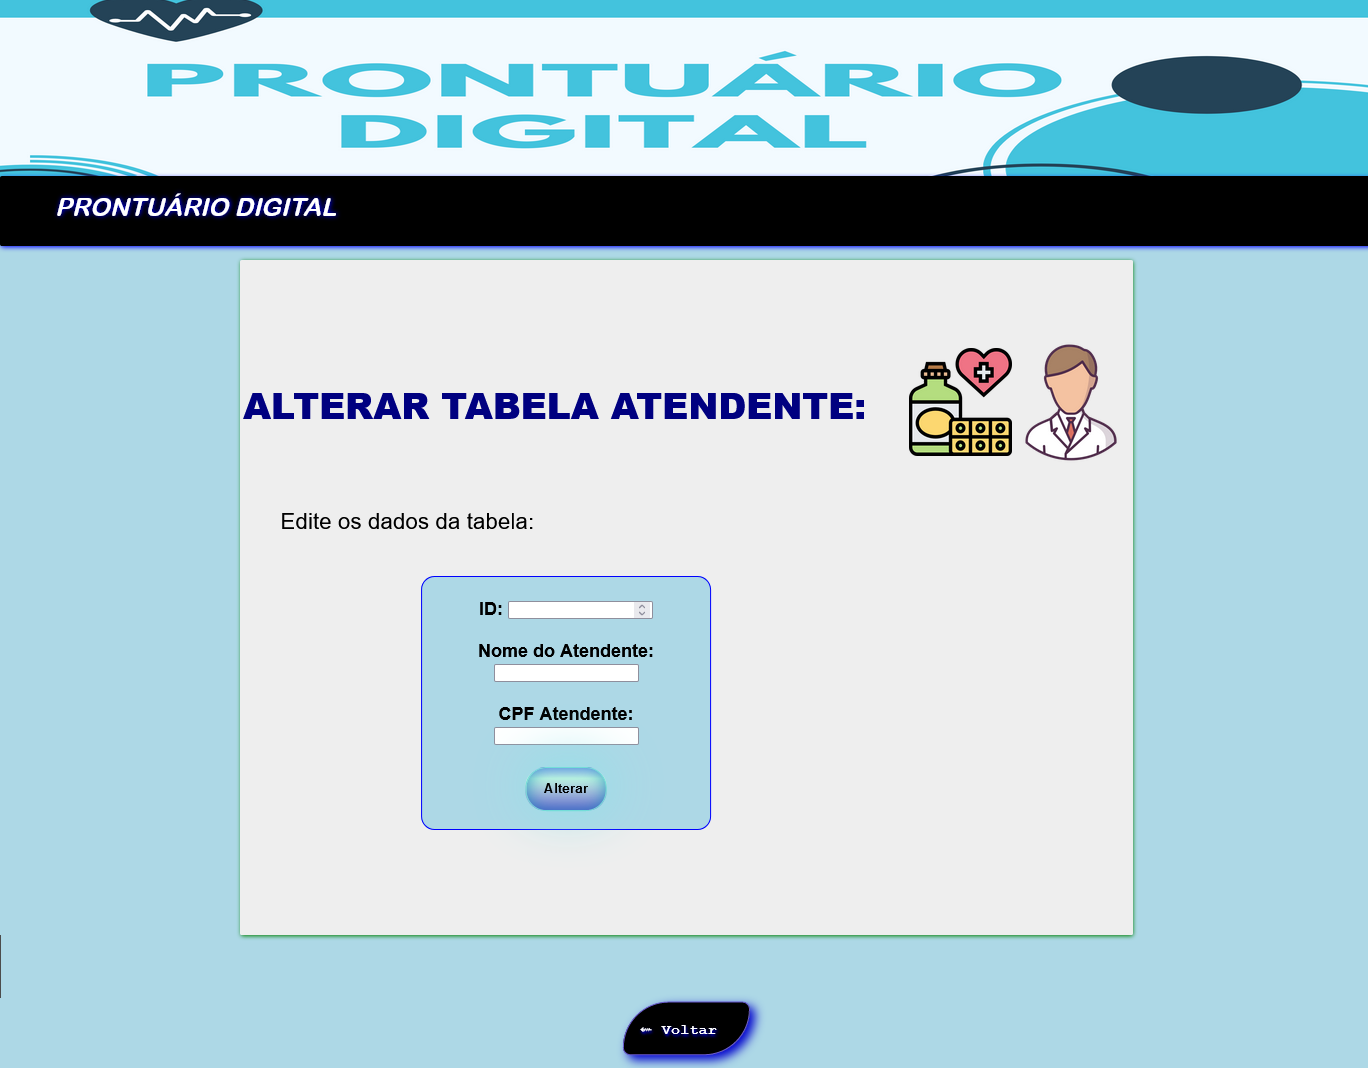 PRONTUÁRIO
DIGITAL
PRONTUÁRIO DIGITAL
ALTERAR TABELA ATENDENTE:
Edite os dados da tabela:
ID:
Nome do Atendente:
CPF Atendente:
Alterar
← Voltar